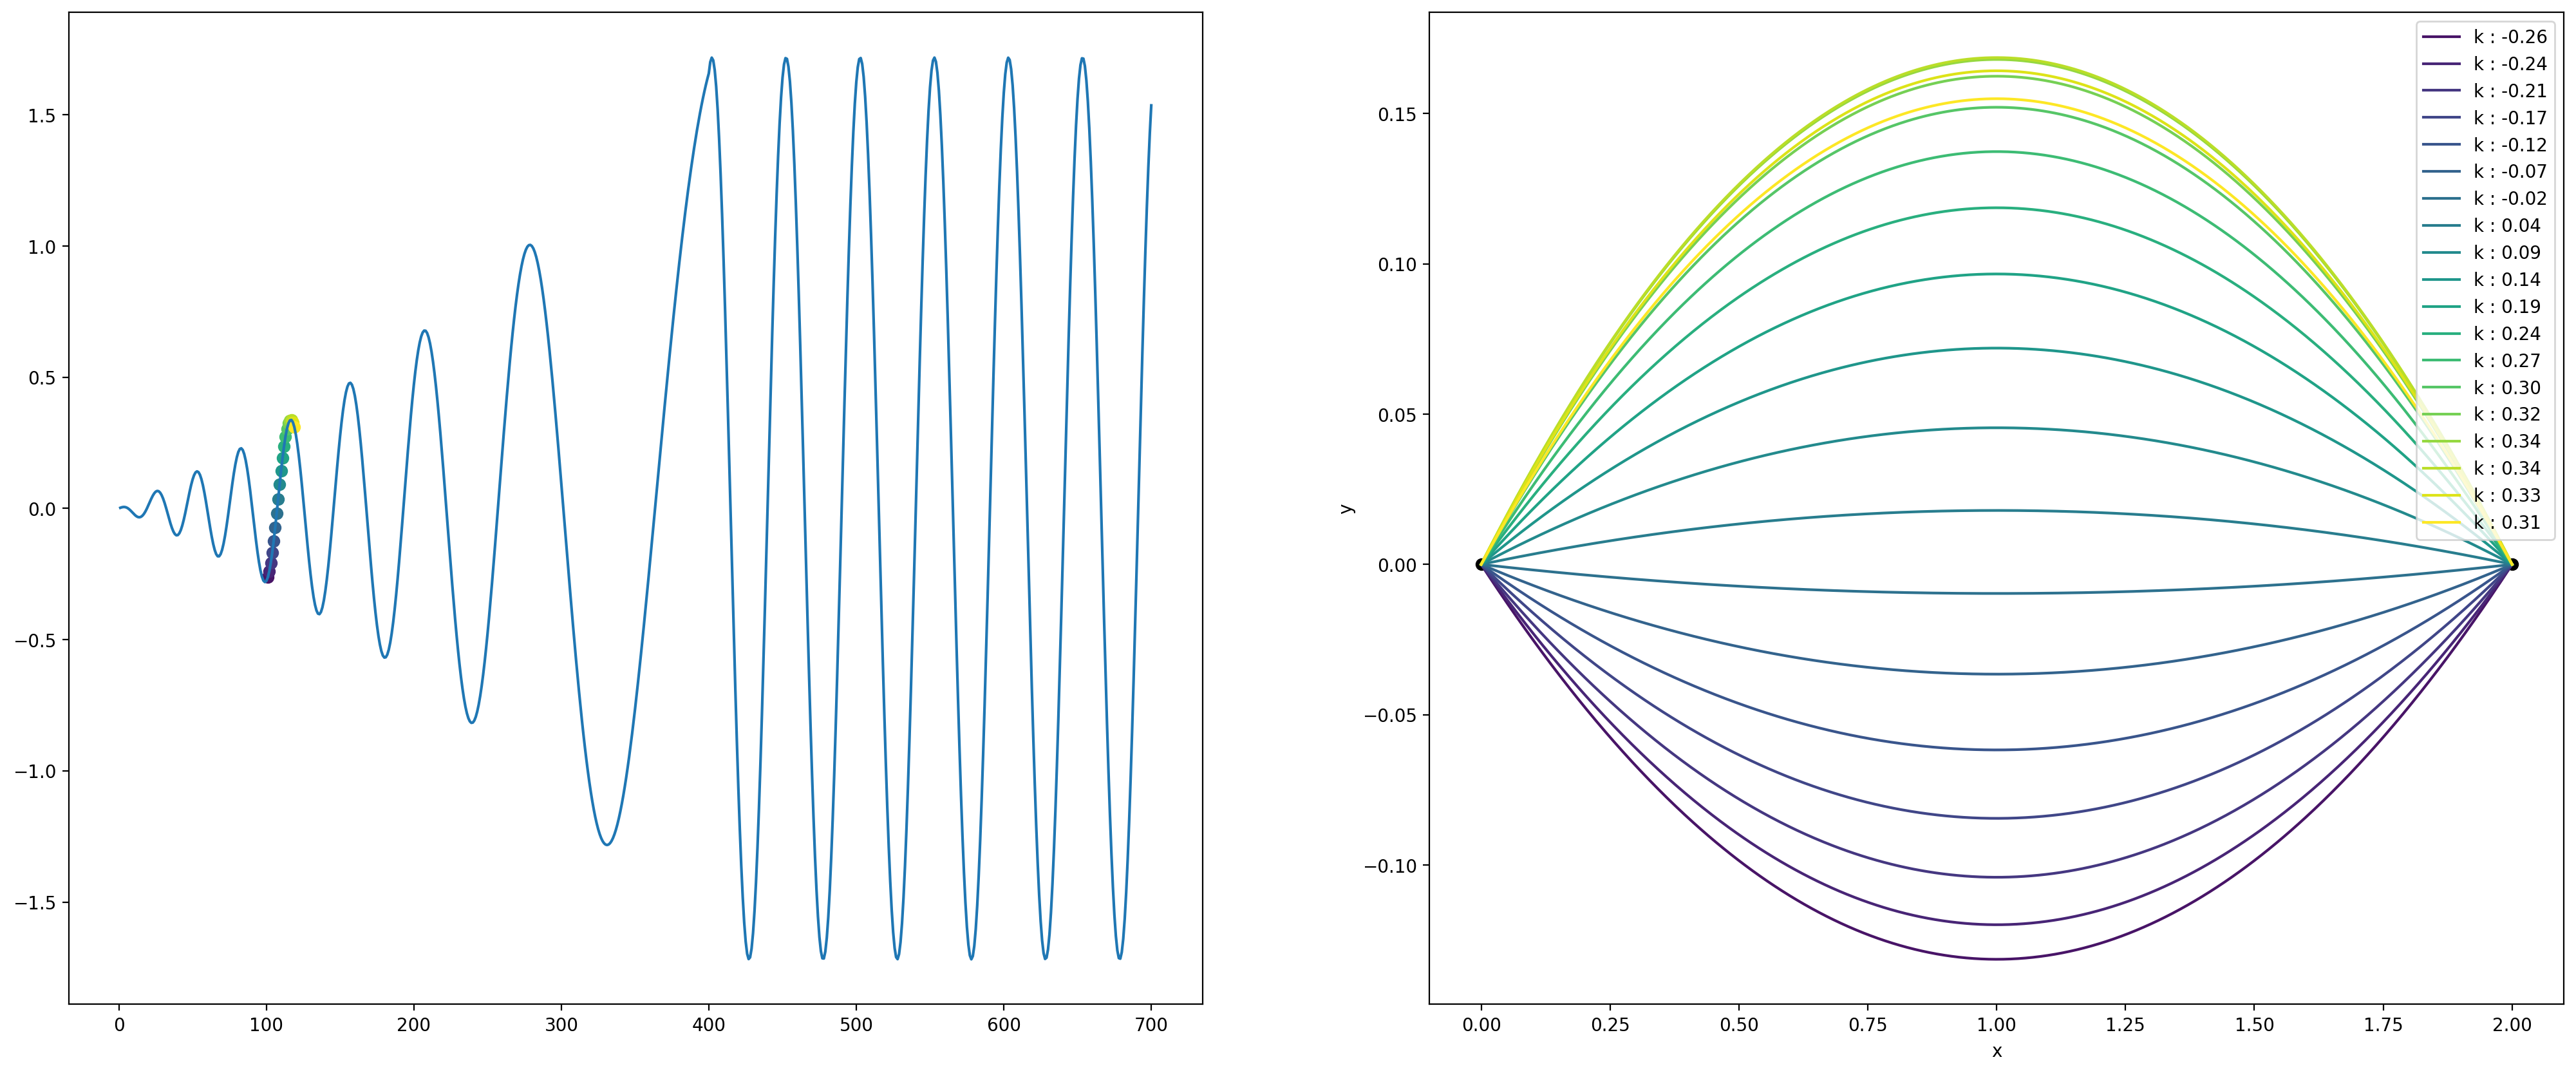 1.5
1.0
0.5
0.0
−0.5
−1.0
−1.5
0 100 200 300 400 500 600 700
y
0.15
0.10
0.05
0.00
−0.05
−0.10
0.00 0.25 0.50 0.75 1.00 1.25 1.50 1.75 2.00
x
k : -0.26
k : -0.24
k : -0.21
k : -0.17
k : -0.12
k : -0.07
k : -0.02
k : 0.04
k : 0.09
k : 0.14
k : 0.19
k : 0.24
k : 0.27
k : 0.30
k : 0.32
k : 0.34
k : 0.34
k : 0.33
k : 0.31